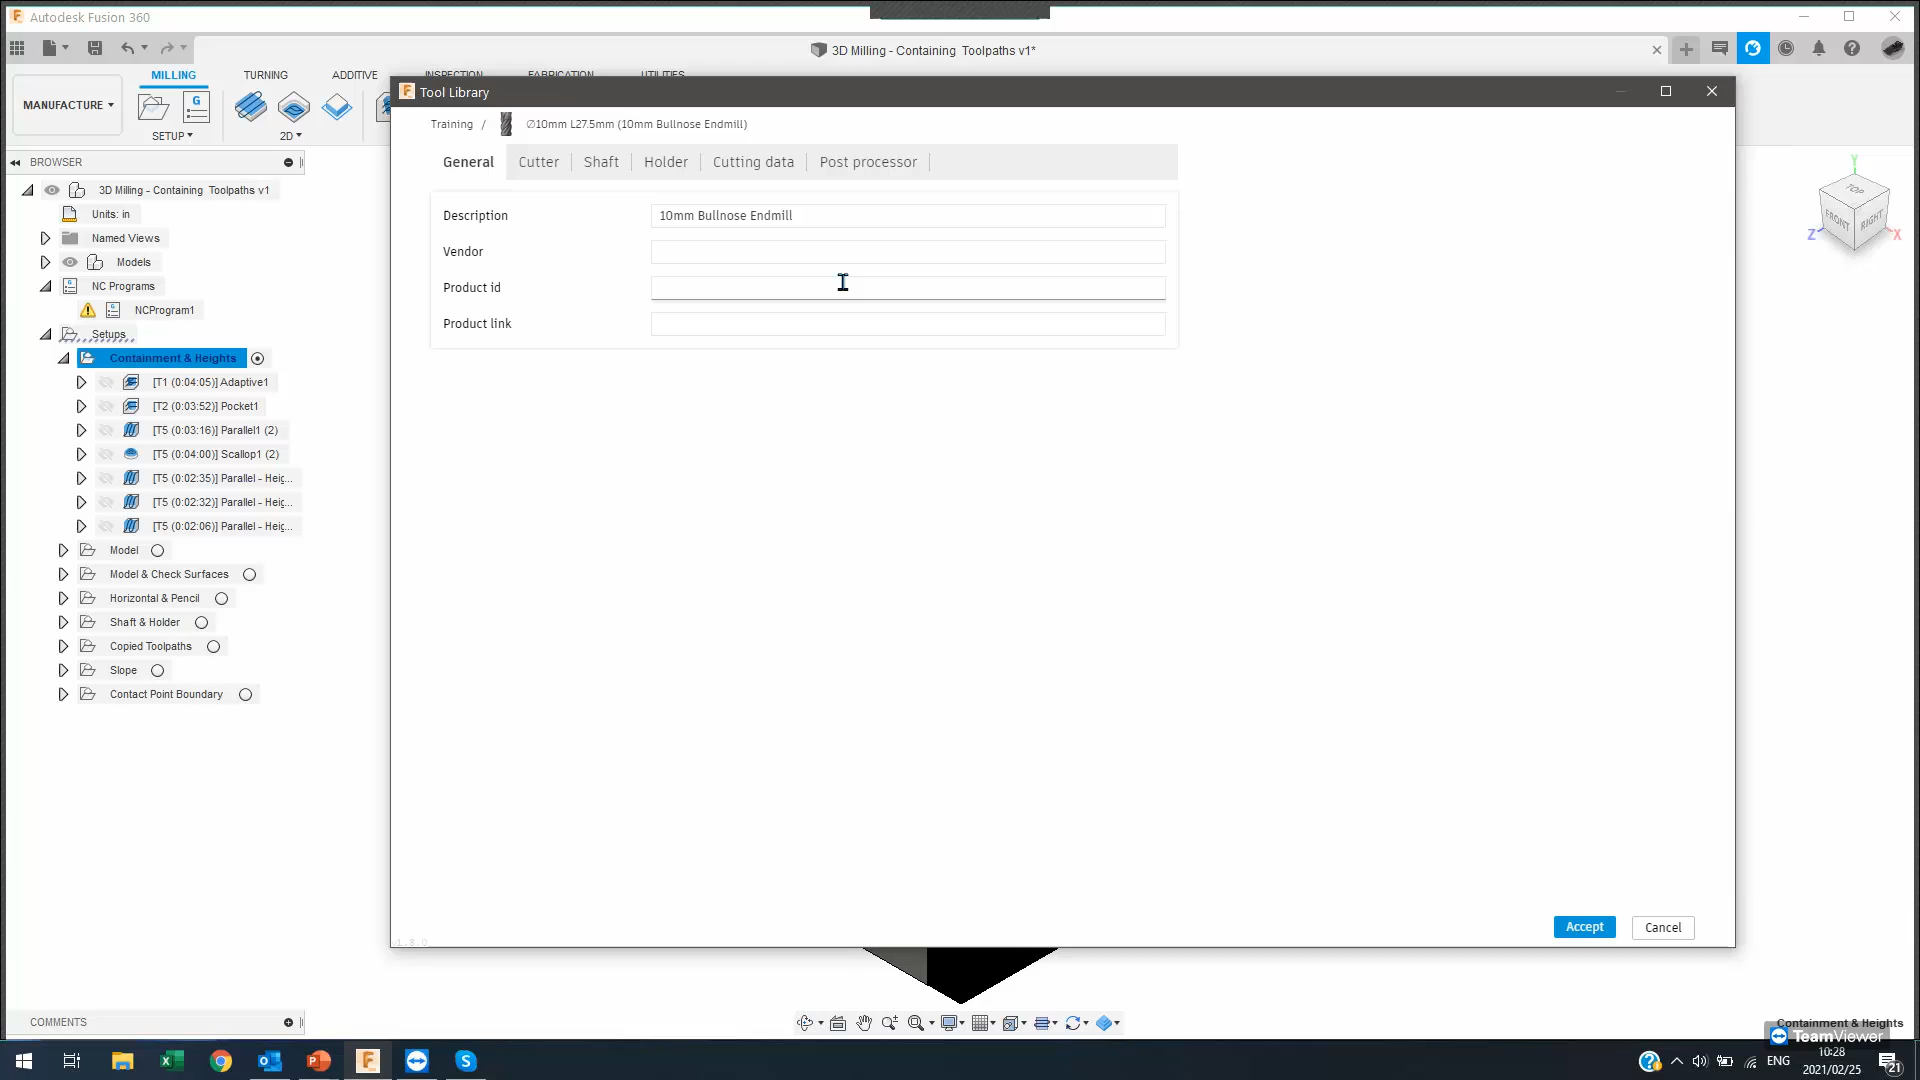 Autodesk Fusion 360
3D Milling - Containing Toolpaths v1*
MILLING TURNING ADDITIVE INSPECTION FABRICATION UTILITIES
MANUFACTURE
SETUP
2D
Tool Library
Training / ∅10mm L27.5mm (10mm Bullnose Endmill)
General Cutter Shaft Holder Cutting data Post processor
Description 10mm Bullnose Endmill
Vendor
Product id
Product link
BROWSER
3D Milling - Containing Toolpaths v1
Units: in
Named Views
Models
NC Programs
NCProgram1
Setups
Containment & Heights
[T1 (0:04:05)] Adaptive1
[T2 (0:03:52)] Pocket1
[T5 (0:03:16)] Parallel1 (2)
[T5 (0:04:00)] Scallop1 (2)
[T5 (0:02:35)] Parallel - Heig...
[T5 (0:02:32)] Parallel - Heig...
[T5 (0:02:06)] Parallel - Heig...
Model
Model & Check Surfaces
Horizontal & Pencil
Shaft & Holder
Copied Toolpaths
Slope
Contact Point Boundary
Y
TOP
FRONT
RIGHT
Z
X
Accept
Cancel
v1.8.0
COMMENTS
Containment & Heights
TeamViewer
ENG
10:28
2021/02/25
21